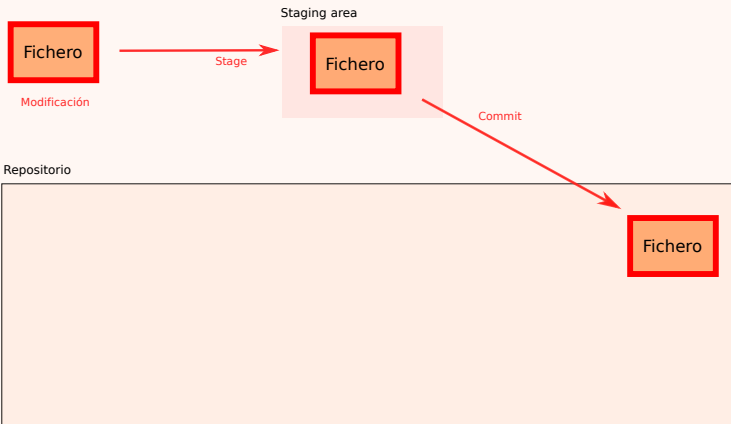 Staging area
Fichero
Fichero
Stage
Modificación
Commit
Repositorio
Fichero